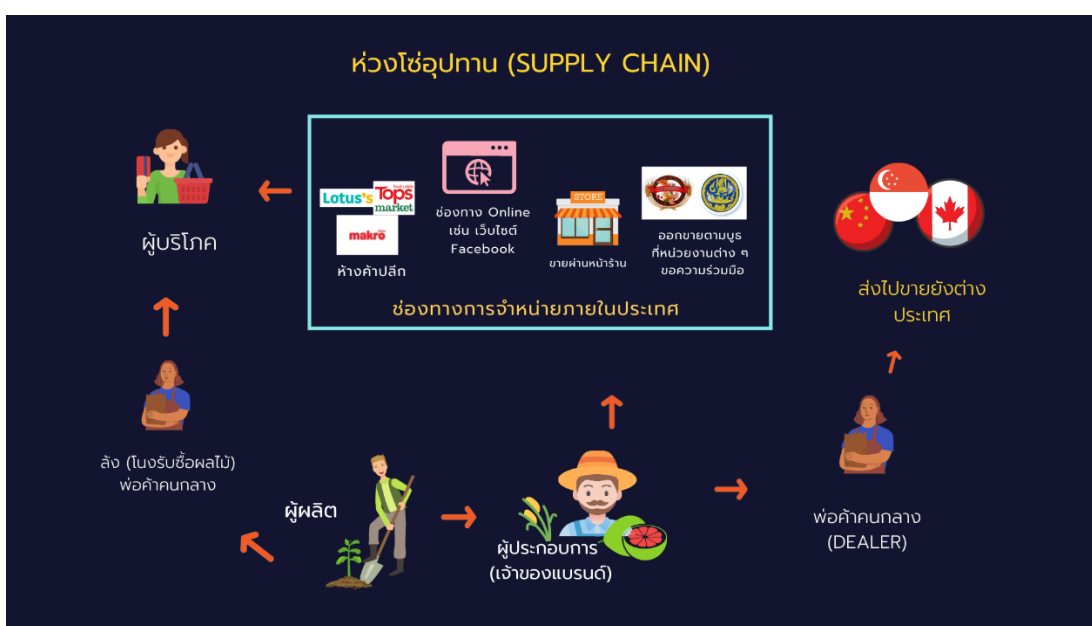 ห่วงโซ่อุปทาน (SUPPLY CHAIN)
ผู้บริโภค
Lotus's
Tops
market
makro
ห้างค้าปลีก
ช่องทาง Online
เช่น เว็บไซต์
Facebook
STORE
ขายผ่านหน้าร้าน
ออกขายตามบูธ
ที่หน่วยงานต่าง ๆ
ขอความร่วมมือ
ช่องทางการจำหน่ายภายในประเทศ
ส่งไปขายยังต่าง
ประเทศ
ล้ง (โนงรับซื้อผลไม้)
พ่อค้าคนกลาง
ผู้ผลิต
ผู้ประกอบการ
(เจ้าของแบรนด์)
พ่อค้าคนกลาง
(DEALER)